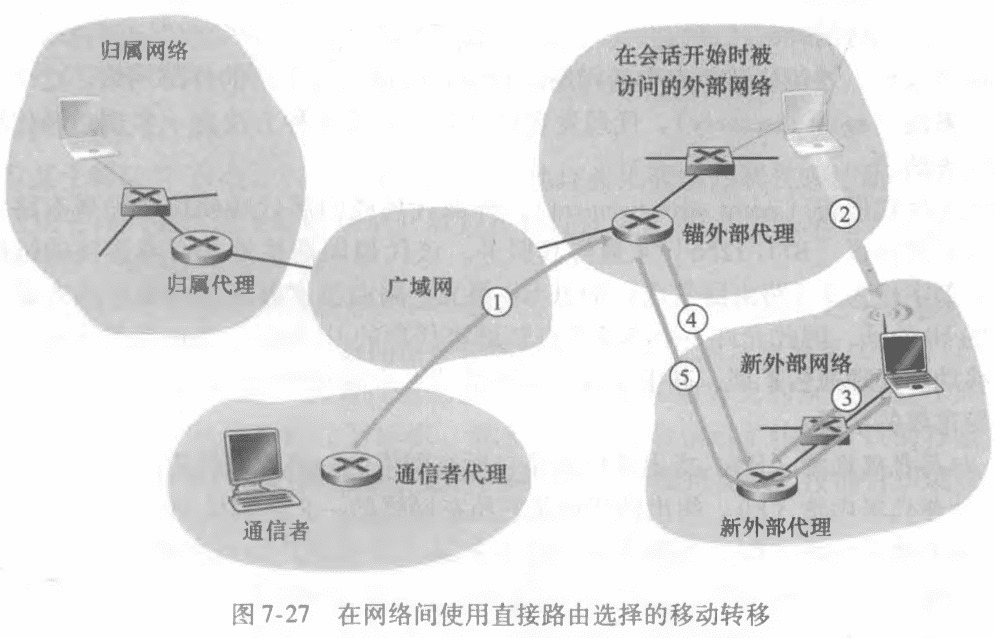 归属网络
在会话开始时被
访问的外部网络
②
锚外部代理
归属代理
广域网
①
④
新外部网络
⑤
③
通信者代理
通信者
新外部代理
图 7-27 在网络间使用直接路由选择的移动转移